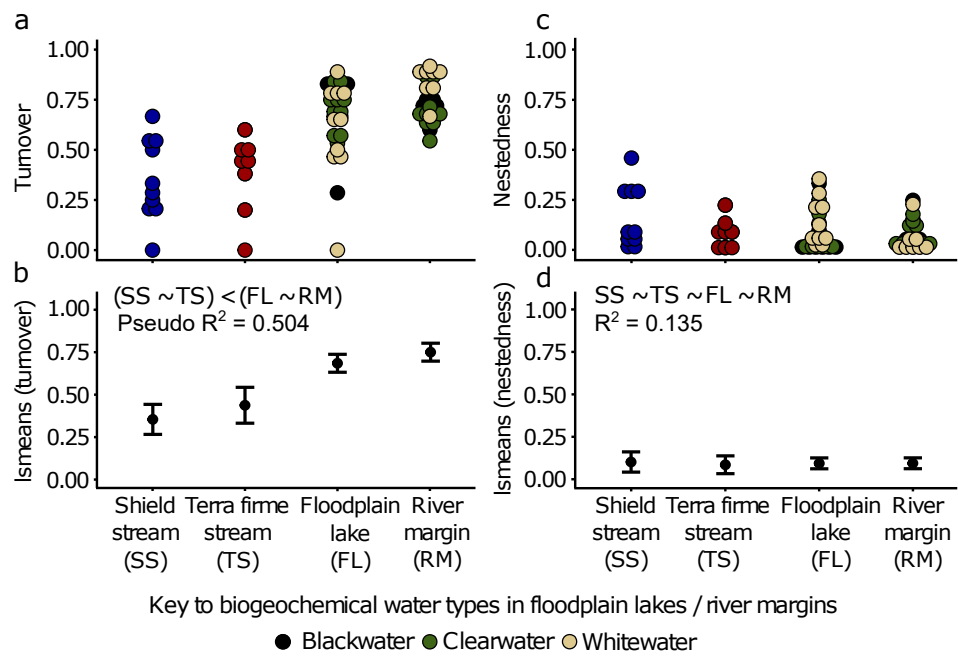 a
1.00
0.75
0.50
0.25
0.00
Turnover
b
(SS ~TS) <(FL ~RM)
Pseudo R² = 0.504
1.00
0.75
0.50
0.25
0.00
lsmeans (turnover)
Shield stream (SS)
Terra firme stream (TS)
Floodplain lake (FL)
River margin (RM)
c
1.00
0.75
0.50
0.25
0.00
Nestedness
d
SS ~TS ~FL ~RM
R² = 0.135
1.00
0.75
0.50
0.25
0.00
lsmeans (nestedness)
Shield stream (SS)
Terra firme stream (TS)
Floodplain lake (FL)
River margin (RM)
Key to biogeochemical water types in floodplain lakes / river margins
Blackwater Clearwater Whitewater